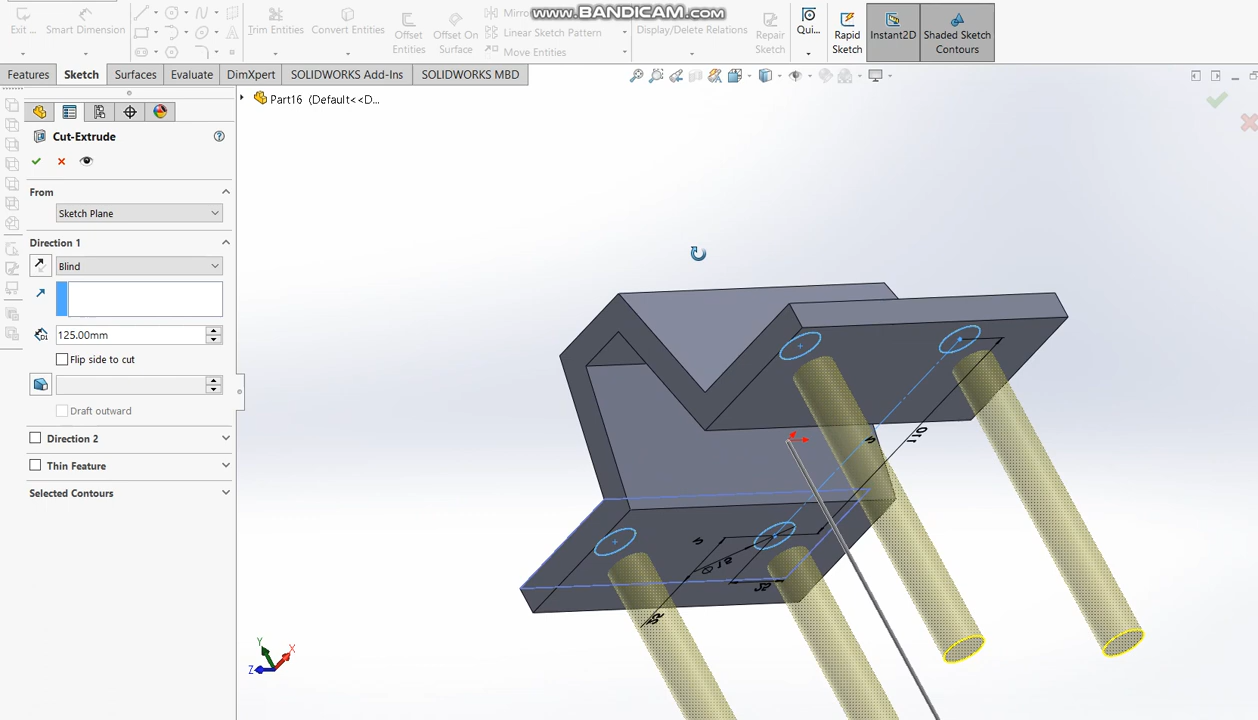 www.BANDICAM.com
Exit ...
Smart Dimension
Trim Entities
Convert Entities
Offset Entities
Offset On Surface
Mirro
Linear Sketch Pattern
Move Entities
Display/Delete Relations
Repair Sketch
Qui...
Rapid Sketch
Instant2D
Shaded Sketch Contours
Features
Sketch
Surfaces
Evaluate
DimXpert
SOLIDWORKS Add-Ins
SOLIDWORKS MBD
Part16 (Default<<D...
Cut-Extrude
From
Sketch Plane
Direction 1
Blind
125.00mm
Flip side to cut
Draft outward
Direction 2
Thin Feature
Selected Contours
110
25
Y
X
Z